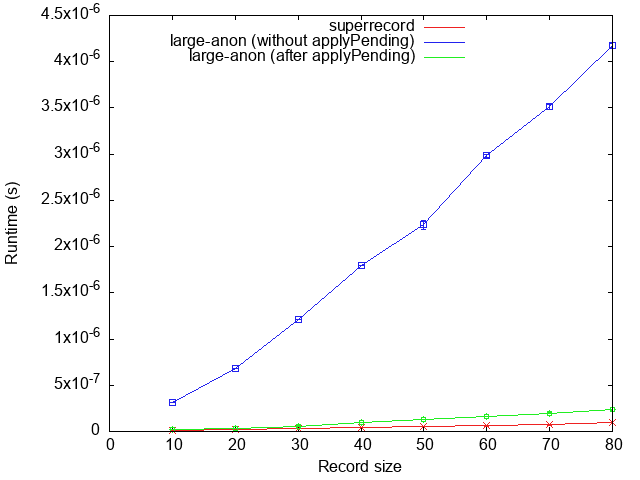 superrecord
large-anon (without applyPending)
large-anon (after applyPending)
4.5x10^-6
4x10^-6
3.5x10^-6
3x10^-6
2.5x10^-6
2x10^-6
1.5x10^-6
1x10^-6
5x10^-7
0
Runtime (s)
0 10 20 30 40 50 60 70 80
Record size